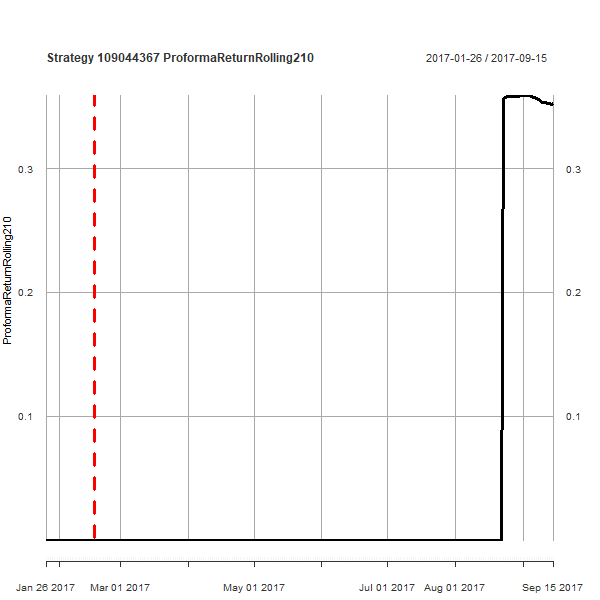 Strategy 109044367 ProformaReturnRolling210
2017-01-26 / 2017-09-15
ProformaReturnRolling210
0.3
0.3
0.2
0.2
0.1
0.1
Jan 26 2017
Mar 01 2017
May 01 2017
Jul 01 2017
Aug 01 2017
Sep 15 2017